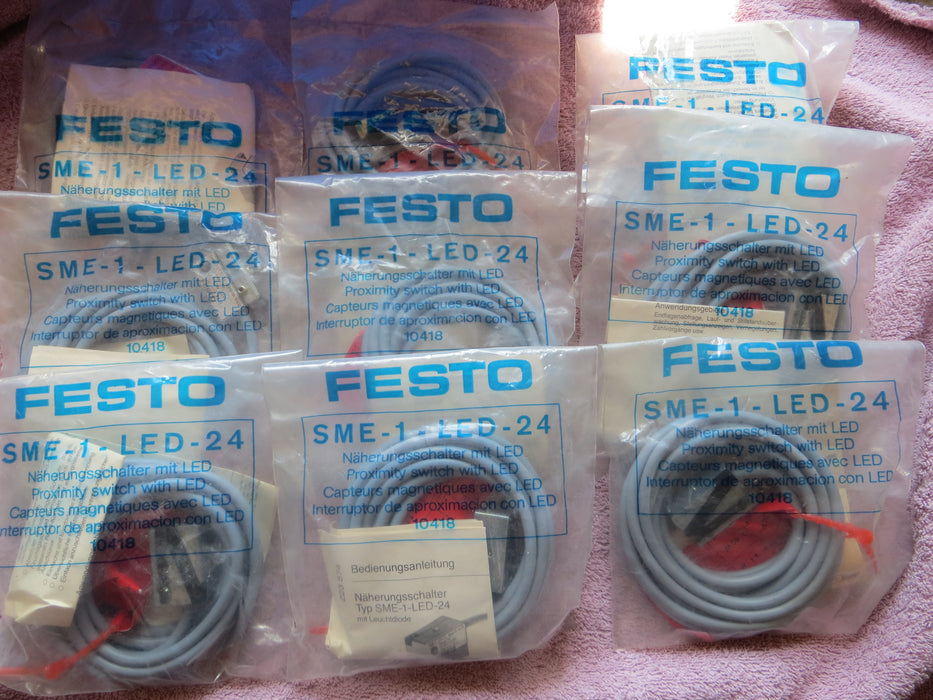 FESTO
SME-1-LED-24
Näherungsschalter mit LED
switch with LED
FESTO
SME-1-LED-24
FESTO
SME-1-LED-24
FESTO
SME-1-LED-24
Näherungsschalter mit LED
Proximity switch with LED
Capteurs magnetiques avec LED
Interruptor de aproximacion con LED
10418
FESTO
SME-1-LED-24
Näherungsschalter mit LED
Proximity switch with LED
Capteurs magnetiques avec LED
Interruptor de aproximacion con LED
10418
FESTO
SME-1-LED-24
Näherungsschalter mit LED
Proximity switch with LED
Capteurs magnetiques avec LED
Interruptor de aproximacion con LED
10418
Endlagenabfrage, Lauf- und
FESTO
SME-1-LED-24
Näherungsschalter mit LED
Proximity switch with LED
Capteurs magnetiques avec LED
Interruptor de aproximacion con LED
10418
FESTO
SME-1-LED-24
Näherungsschalter mit LED
Proximity switch with LED
Capteurs magnetiques avec LED
Interruptor de aproximacion con LED
10418
Bedienungsanleitung
Näherungsschalter
Typ SME-1-LED-24
mit Leuchtdiode
FESTO
SME-1-LED-24
Näherungsschalter mit LED
Proximity switch with LED
Capteurs magnetiques avec LED
Interruptor de aproximacion con LED
10418